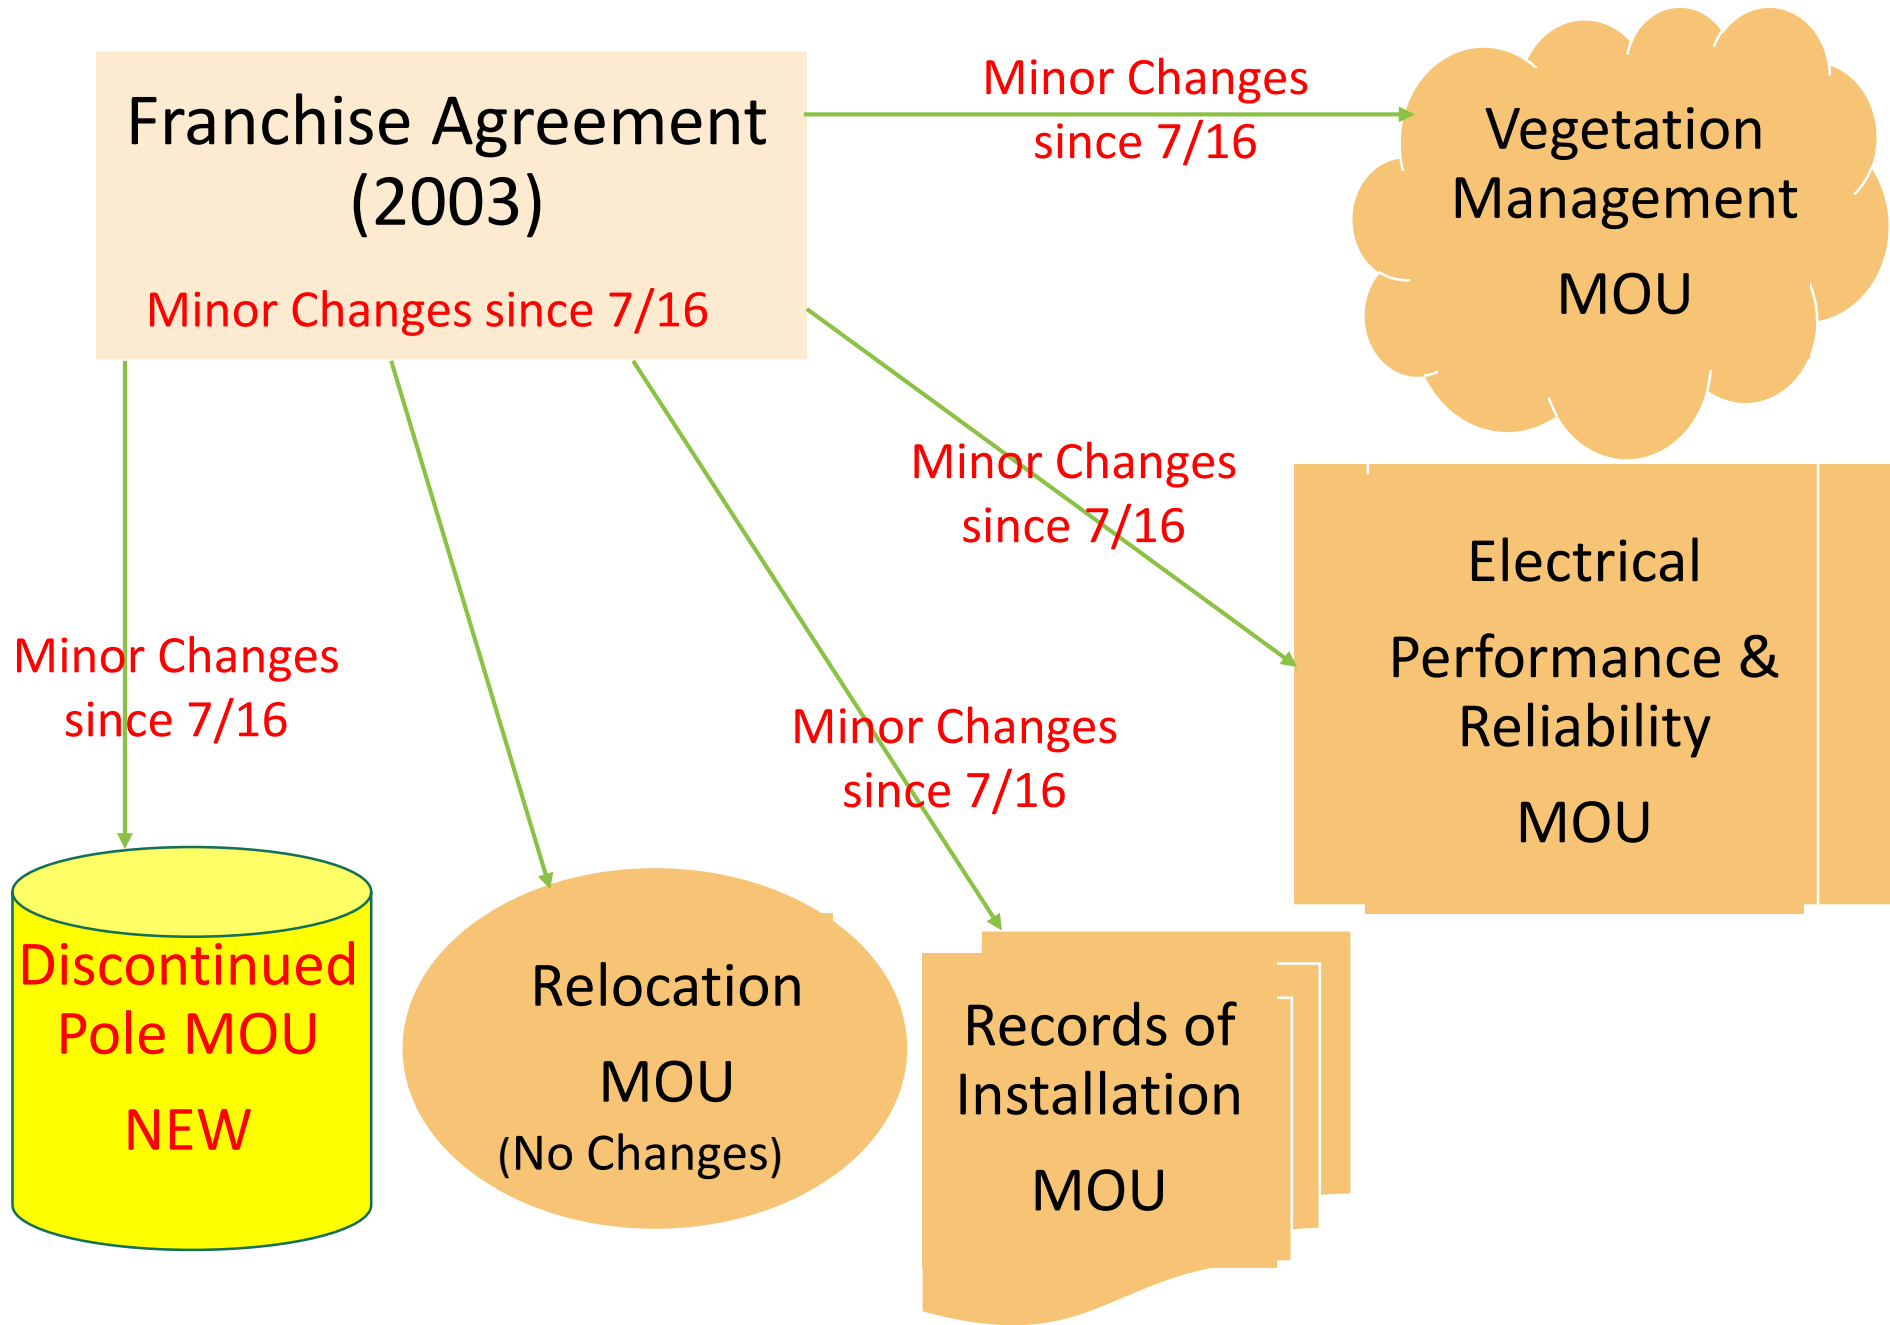 Franchise Agreement
(2003)
Minor Changes since 7/16
Minor Changes
since 7/16
Vegetation
Management
MOU
Minor Changes
since 7/16
Electrical
Performance &
Reliability
MOU
Minor Changes
since 7/16
Minor Changes
since 7/16
Discontinued
Pole MOU
NEW
Relocation
MOU
(No Changes)
Records of
Installation
MOU